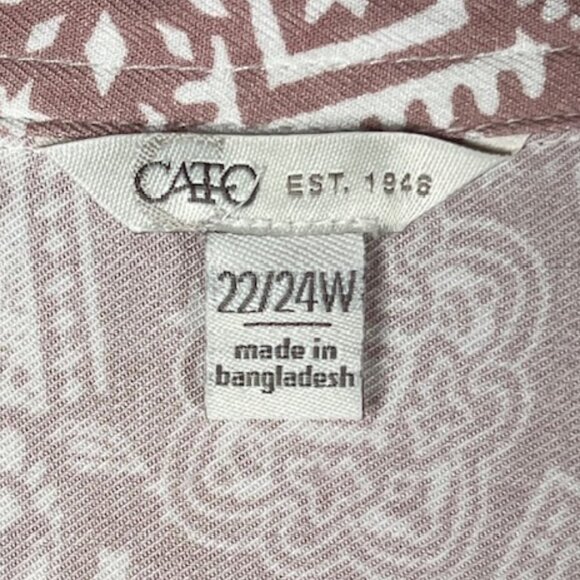 CATO EST. 1946
22/24W
made in
bangladesh